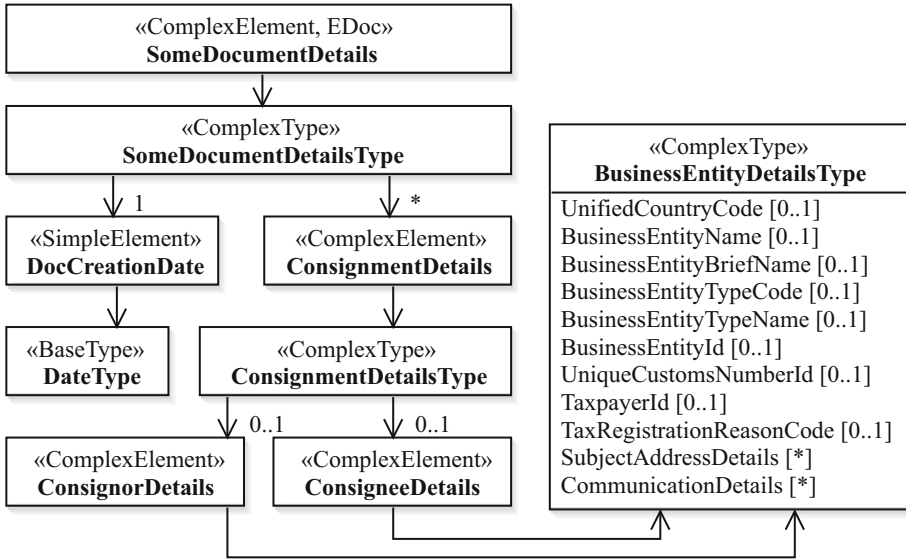 «ComplexElement, EDoc»
SomeDocumentDetails
«ComplexType»
SomeDocumentDetailsType
1
*
«SimpleElement»
DocCreationDate
«ComplexElement»
ConsignmentDetails
«BaseType»
DateType
«ComplexType»
ConsignmentDetailsType
0..1
0..1
«ComplexElement»
ConsignorDetails
«ComplexElement»
ConsigneeDetails
«ComplexType»
BusinessEntityDetailsType
UnifiedCountryCode [0..1]
BusinessEntityName [0..1]
BusinessEntityBriefName [0..1]
BusinessEntityTypeCode [0..1]
BusinessEntityTypeName [0..1]
BusinessEntityId [0..1]
UniqueCustomsNumberId [0..1]
TaxpayerId [0..1]
TaxRegistrationReasonCode [0..1]
SubjectAddressDetails [*]
CommunicationDetails [*]